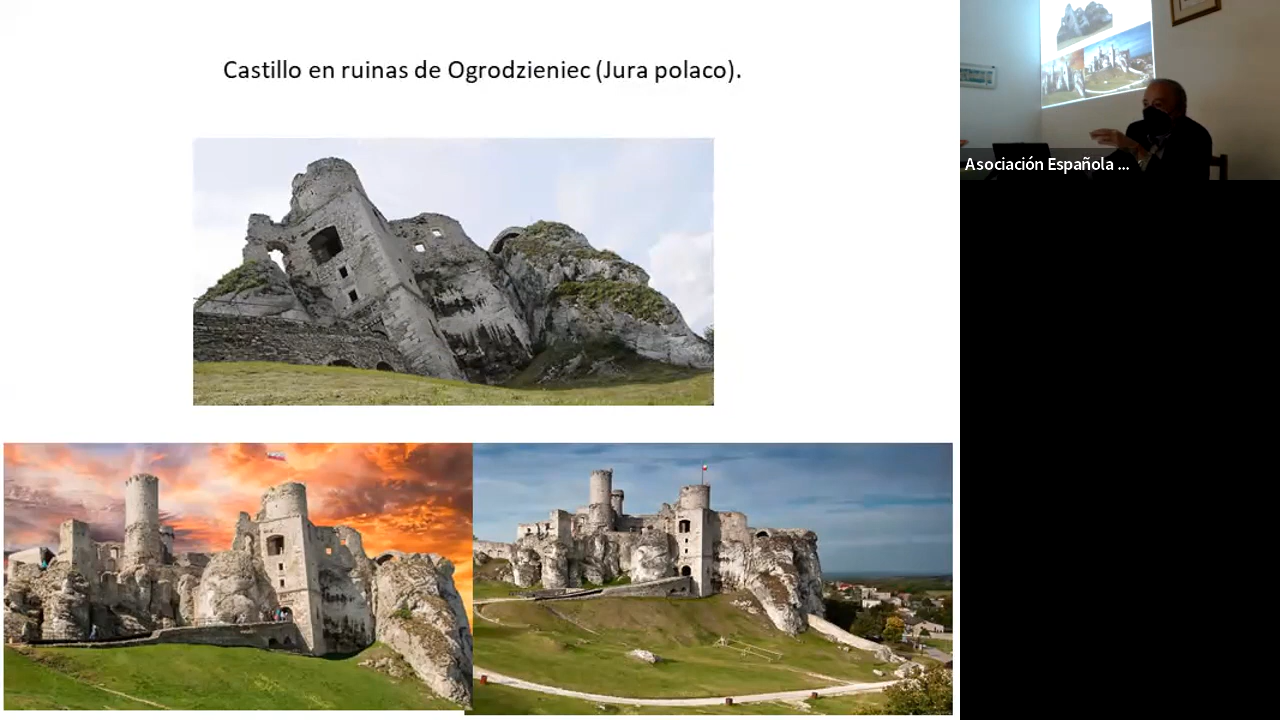 Castillo en ruinas de Ogrodzieniec (Jura polaco).
Asociación Española ...